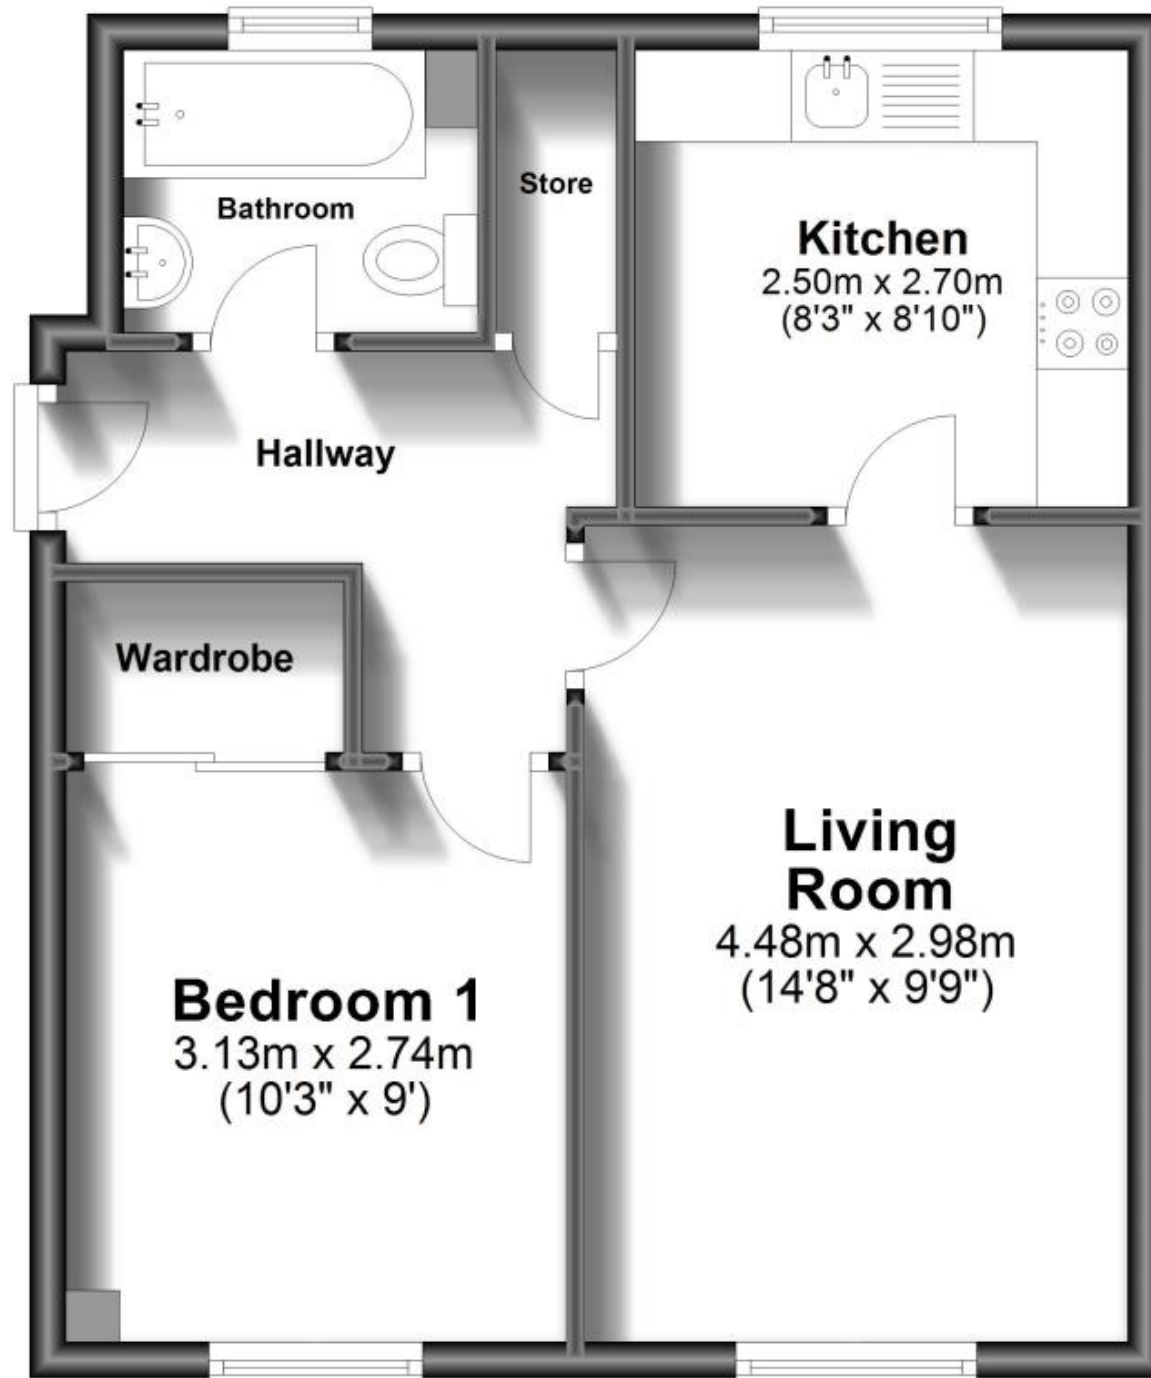 Bathroom
Store
Kitchen
2.50m x 2.70m
(8'3" x 8'10")
Hallway
Wardrobe
Living
Room
4.48m x 2.98m
(14'8" x 9'9")
Bedroom 1
3.13m x 2.74m
(10'3" x 9')